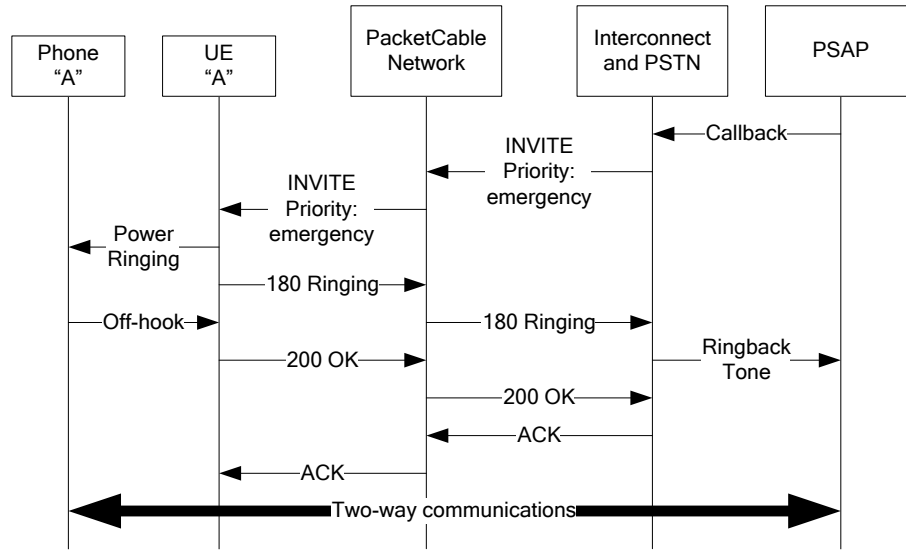 Phone
“A”
UE
“A”
PacketCable
Network
Interconnect
and PSTN
PSAP
Callback
INVITE
Priority:
emergency
INVITE
Priority:
emergency
Power
Ringing
180 Ringing
Off-hook
180 Ringing
200 OK
Ringback
Tone
200 OK
ACK
ACK
Two-way communications